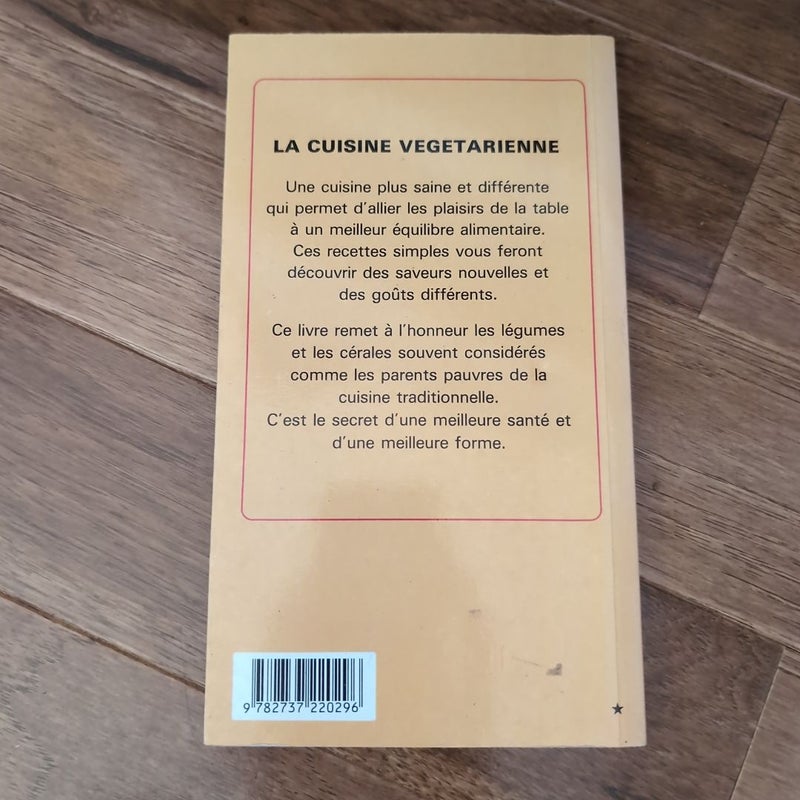 LA CUISINE VEGETARIENNE
Une cuisine plus saine et différente
qui permet d'allier les plaisirs de la table
à un meilleur équilibre alimentaire.
Ces recettes simples vous feront
découvrir des saveurs nouvelles et
des goûts différents.
Ce livre remet à l'honneur les légumes
et les cérales souvent considérés
comme les parents pauvres de la
cuisine traditionnelle.
C'est le secret d'une meilleure santé et
d'une meilleure forme.
9 782737 220296